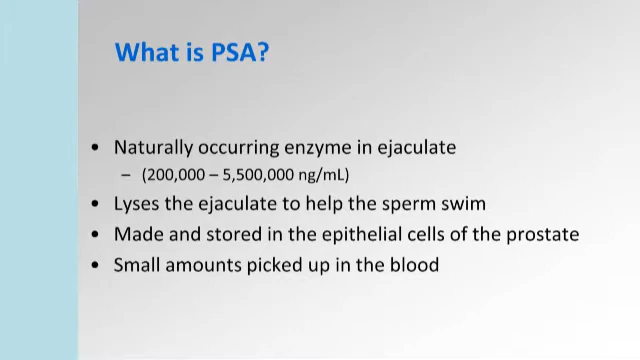 What is PSA?
• Naturally occurring enzyme in ejaculate
– (200,000 – 5,500,000 ng/mL)
• Lyses the ejaculate to help the sperm swim
• Made and stored in the epithelial cells of the prostate
• Small amounts picked up in the blood